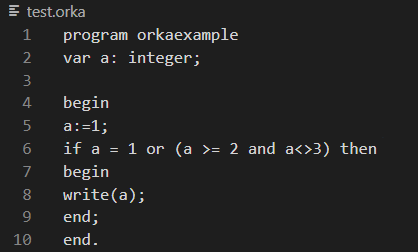 test.orka
1 program orkaexample
2 var a: integer;
3
4 begin
5 a:=1;
6 if a = 1 or (a >= 2 and a<>3) then
7 begin
8 write(a);
9 end;
10 end.